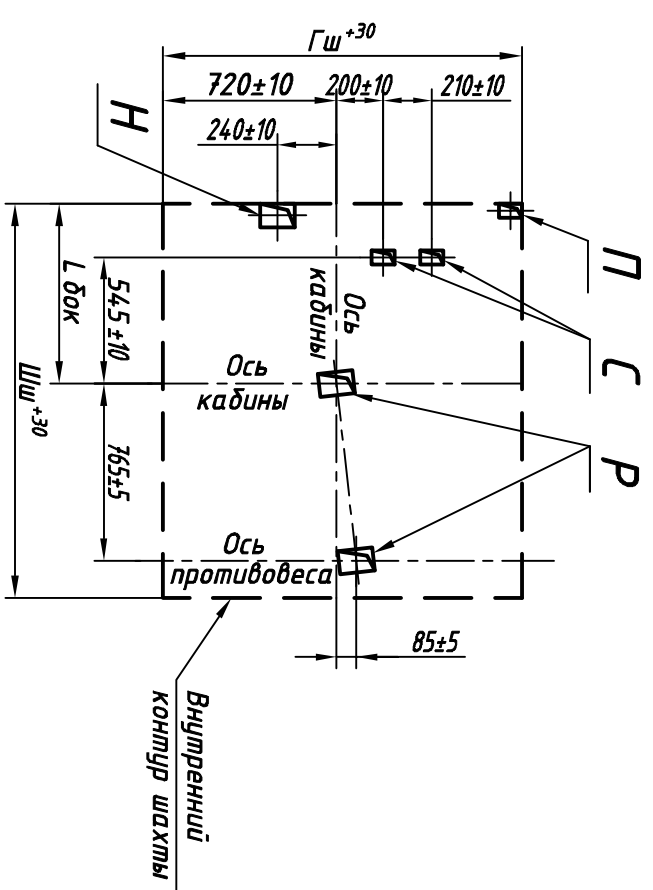 Гш +30
720±10
200±10
210±10
240±10
Н
П
С
Р
L бок
545±10
Шш +30
765±5
Ось
кабины
Ось
кабины
Ось
противовеса
85±5
Внутренний
контур шахты